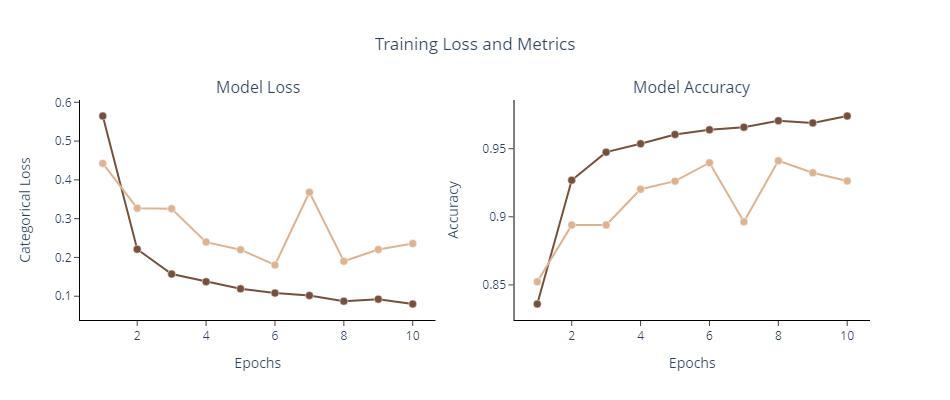 Training Loss and Metrics
Model Loss
Model Accuracy
0.6
0.5
0.4
0.3
0.2
0.1
Categorical Loss
2 4 6 8 10
Epochs
0.95
0.9
0.85
Accuracy
2 4 6 8 10
Epochs